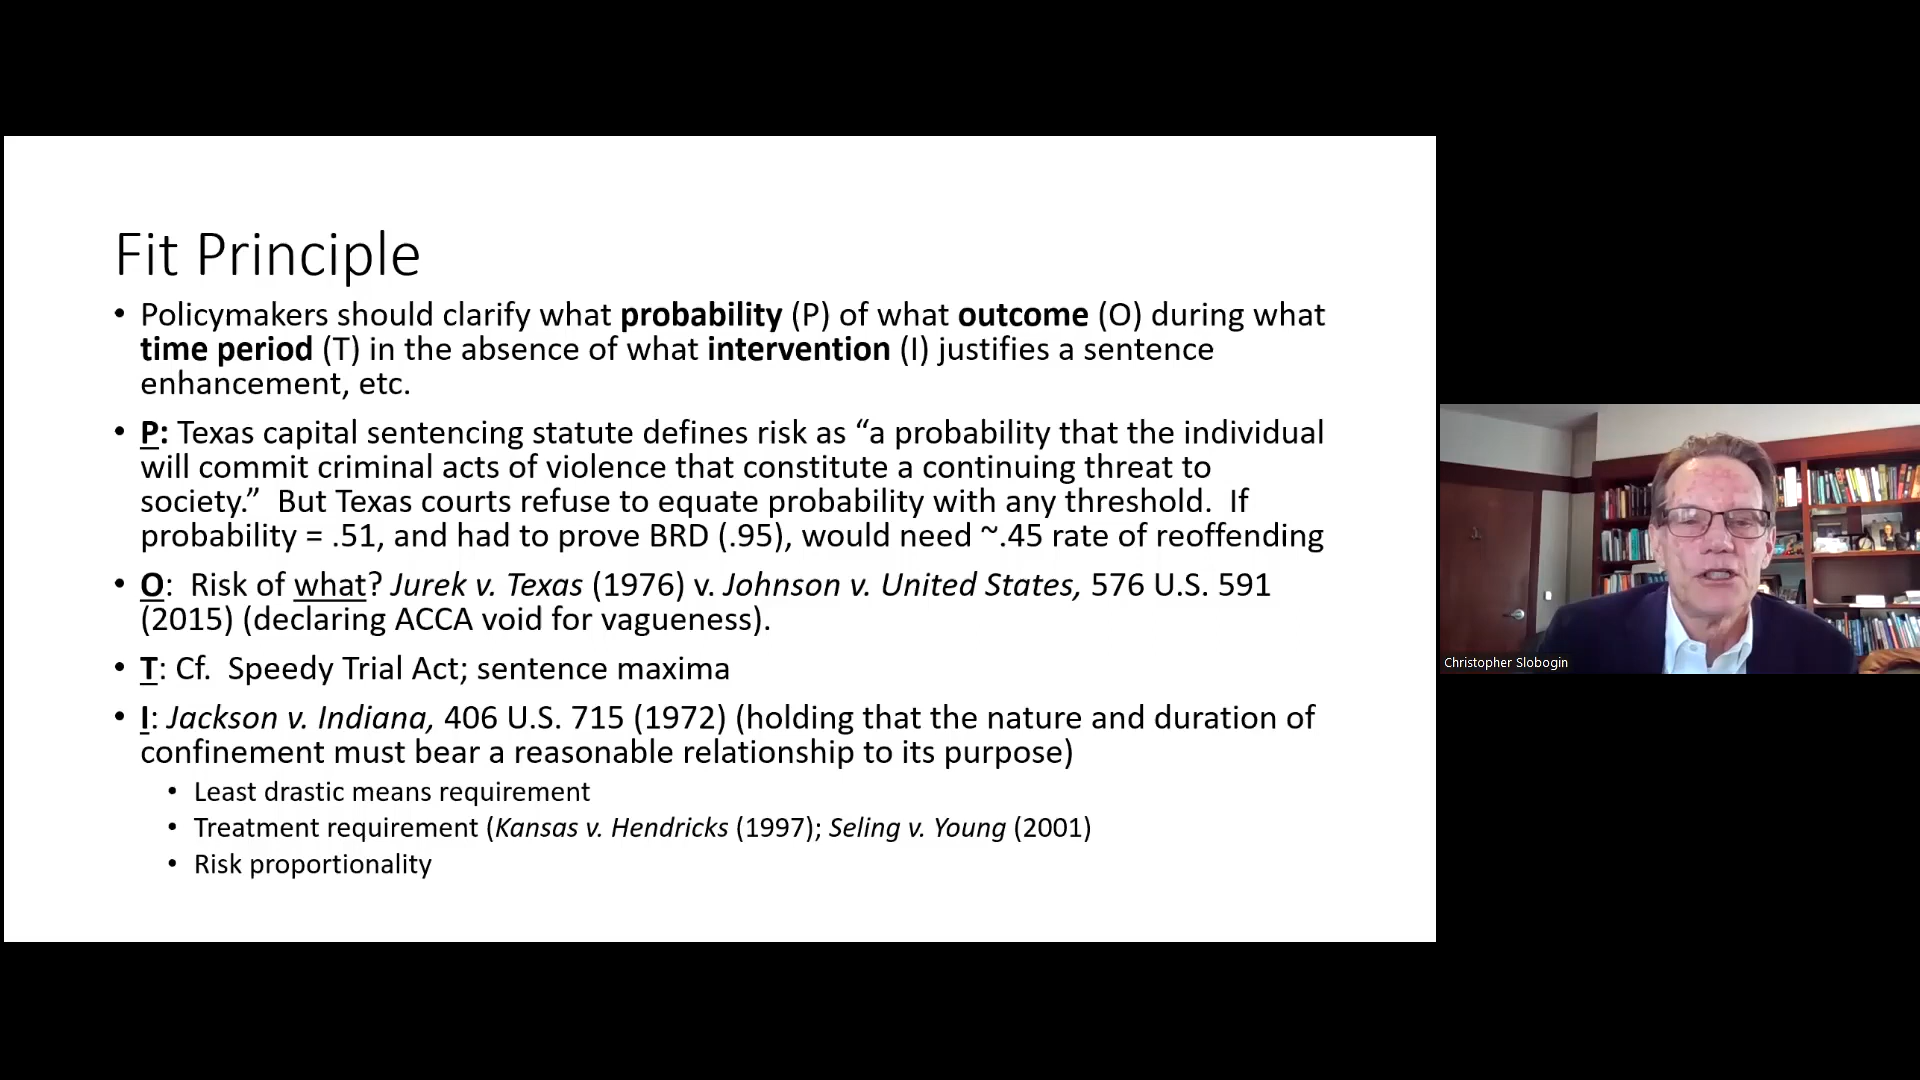 Fit Principle
• Policymakers should clarify what probability (P) of what outcome (O) during what
time period (T) in the absence of what intervention (I) justifies a sentence
enhancement, etc.
• P: Texas capital sentencing statute defines risk as “a probability that the individual
will commit criminal acts of violence that constitute a continuing threat to
society.”  But Texas courts refuse to equate probability with any threshold.  If
probability = .51, and had to prove BRD (.95), would need ~.45 rate of reoffending
• O:  Risk of what? Jurek v. Texas (1976) v. Johnson v. United States, 576 U.S. 591
(2015) (declaring ACCA void for vagueness).
• T: Cf.  Speedy Trial Act; sentence maxima
• I: Jackson v. Indiana, 406 U.S. 715 (1972) (holding that the nature and duration of
confinement must bear a reasonable relationship to its purpose)
• Least drastic means requirement
• Treatment requirement (Kansas v. Hendricks (1997); Seling v. Young (2001)
• Risk proportionality
Christopher Slobogin